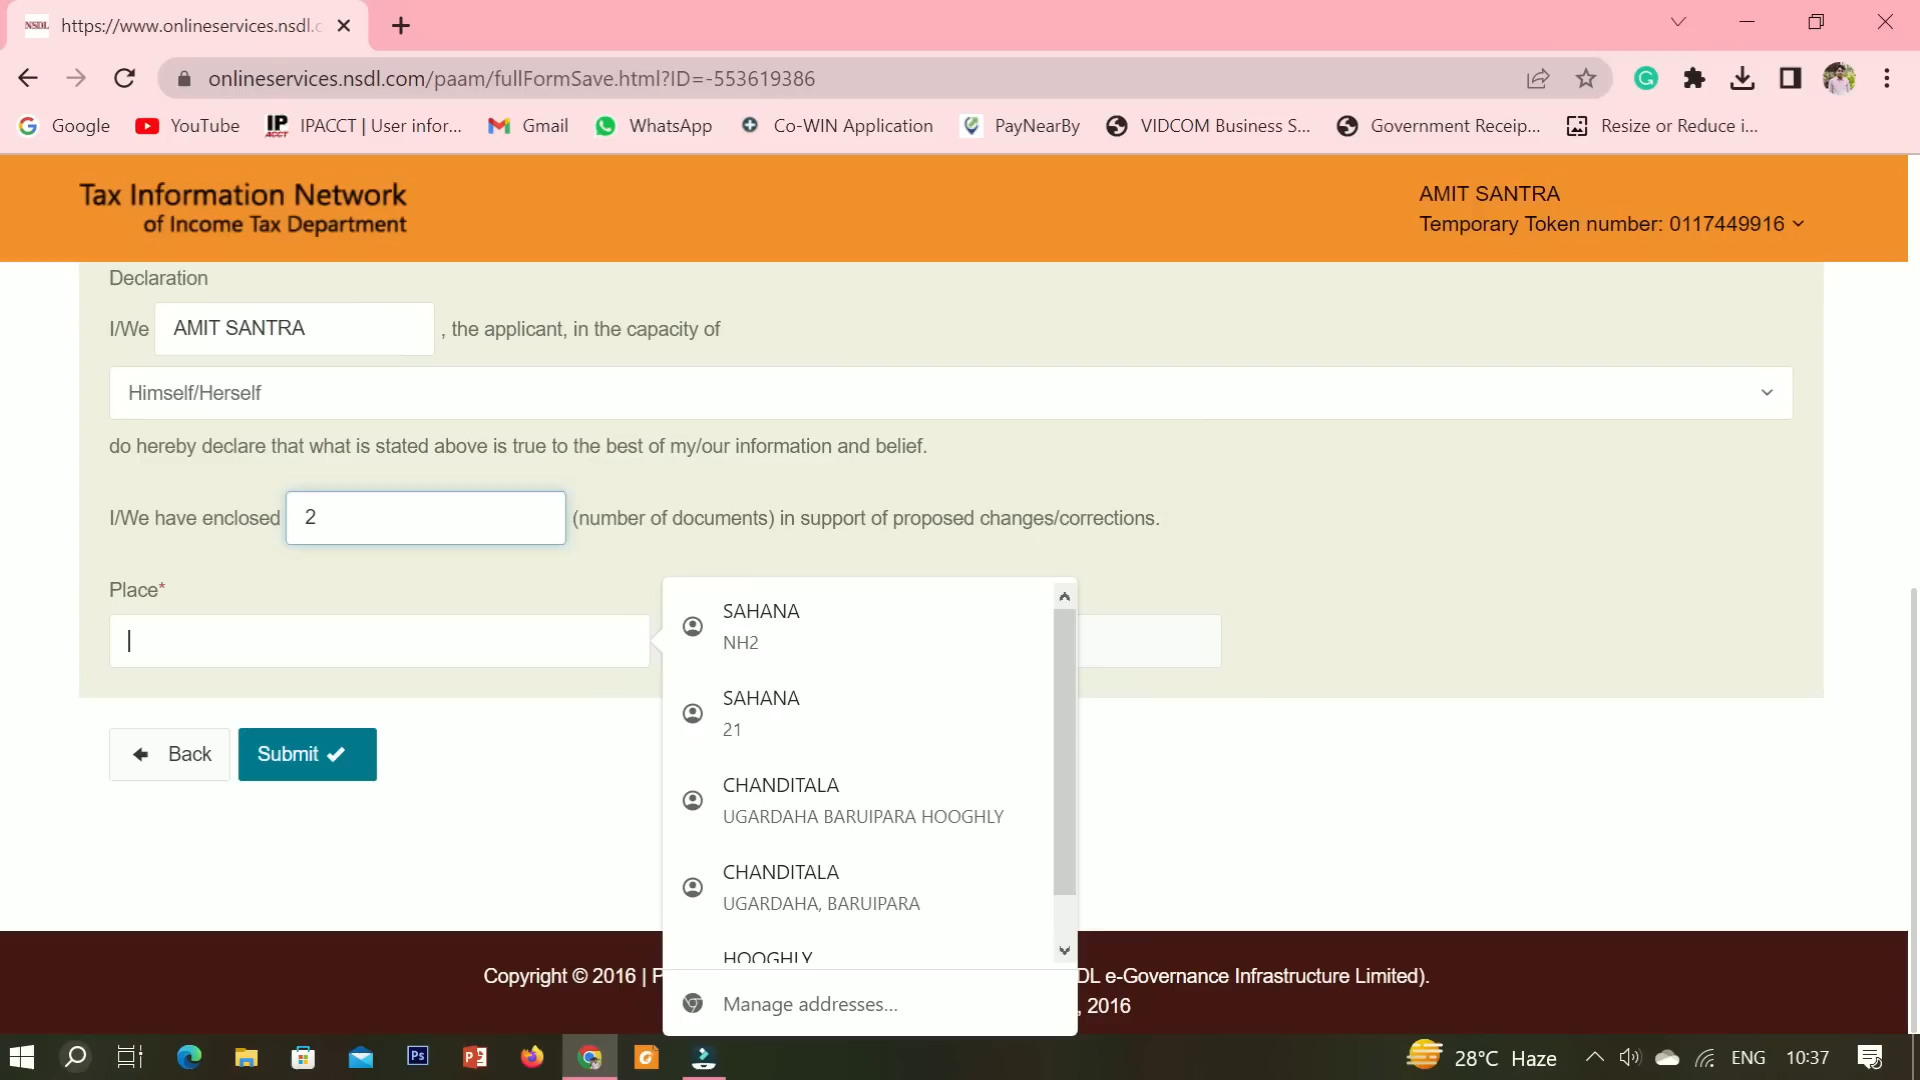 NSDL https://www.onlineservices.nsdl.c
onlineservices.nsdl.com/paam/fullFormSave.html?ID=-553619386
Google YouTube IP ACCT IPACCT | User infor... Gmail WhatsApp Co-WIN Application PayNearBy VIDCOM Business S... Government Receip... Resize or Reduce i...
Tax Information Network
of Income Tax Department
AMIT SANTRA
Temporary Token number: 0117449916
Declaration
I/We AMIT SANTRA , the applicant, in the capacity of
Himself/Herself
do hereby declare that what is stated above is true to the best of my/our information and belief.
I/We have enclosed 2 (number of documents) in support of proposed changes/corrections.
Place*
SAHANA
NH2
SAHANA
21
CHANDITALA
UGARDAHA BARUIPARA HOOGHLY
CHANDITALA
UGARDAHA, BARUIPARA
HOOGHLY
Manage addresses...
Back Submit
Copyright © 2016 | P DL e-Governance Infrastructure Limited).
, 2016
Ps P 28°C Haze ENG 10:37